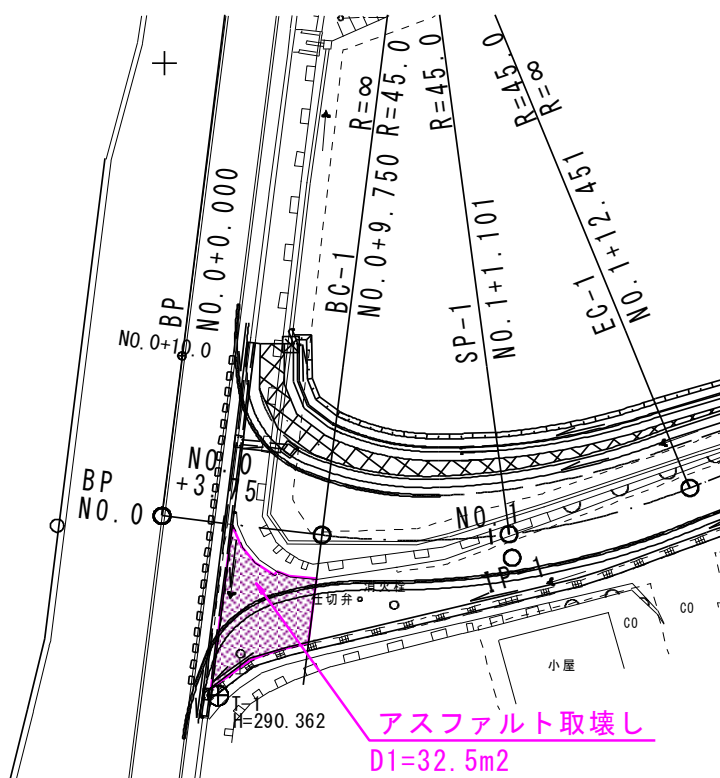 R=∞
R=45.0
R=45.0
R=45.0
R=∞
BP
NO.0+0.000
BC-1
NO.0+9.750
SP-1
NO.1+1.101
EC-1
NO.1+12.451
NO.0+10.0
BP
NO.0
NO.0
NO.1
IP-1
消火栓
仕切弁
小屋
CO
CO
T-1
H=290.362
アスファルト取壊し
D1=32.5m2